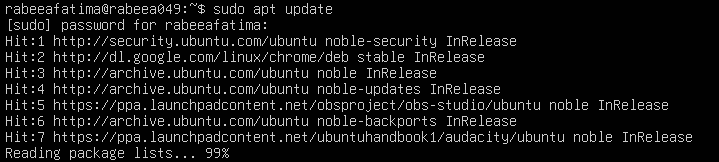 rabeeafatima@rabeea049:~$ sudo apt update
[sudo] password for rabeeafatima:
Hit:1 http://security.ubuntu.com/ubuntu noble-security InRelease
Hit:2 http://dl.google.com/linux/chrome/deb stable InRelease
Hit:3 http://archive.ubuntu.com/ubuntu noble InRelease
Hit:4 http://archive.ubuntu.com/ubuntu noble-updates InRelease
Hit:5 https://ppa.launchpadcontent.net/obsproject/obs-studio/ubuntu noble InRelease
Hit:6 http://archive.ubuntu.com/ubuntu noble-backports InRelease
Hit:7 https://ppa.launchpadcontent.net/ubuntuhandbook1/audacity/ubuntu noble InRelease
Reading package lists... 99%